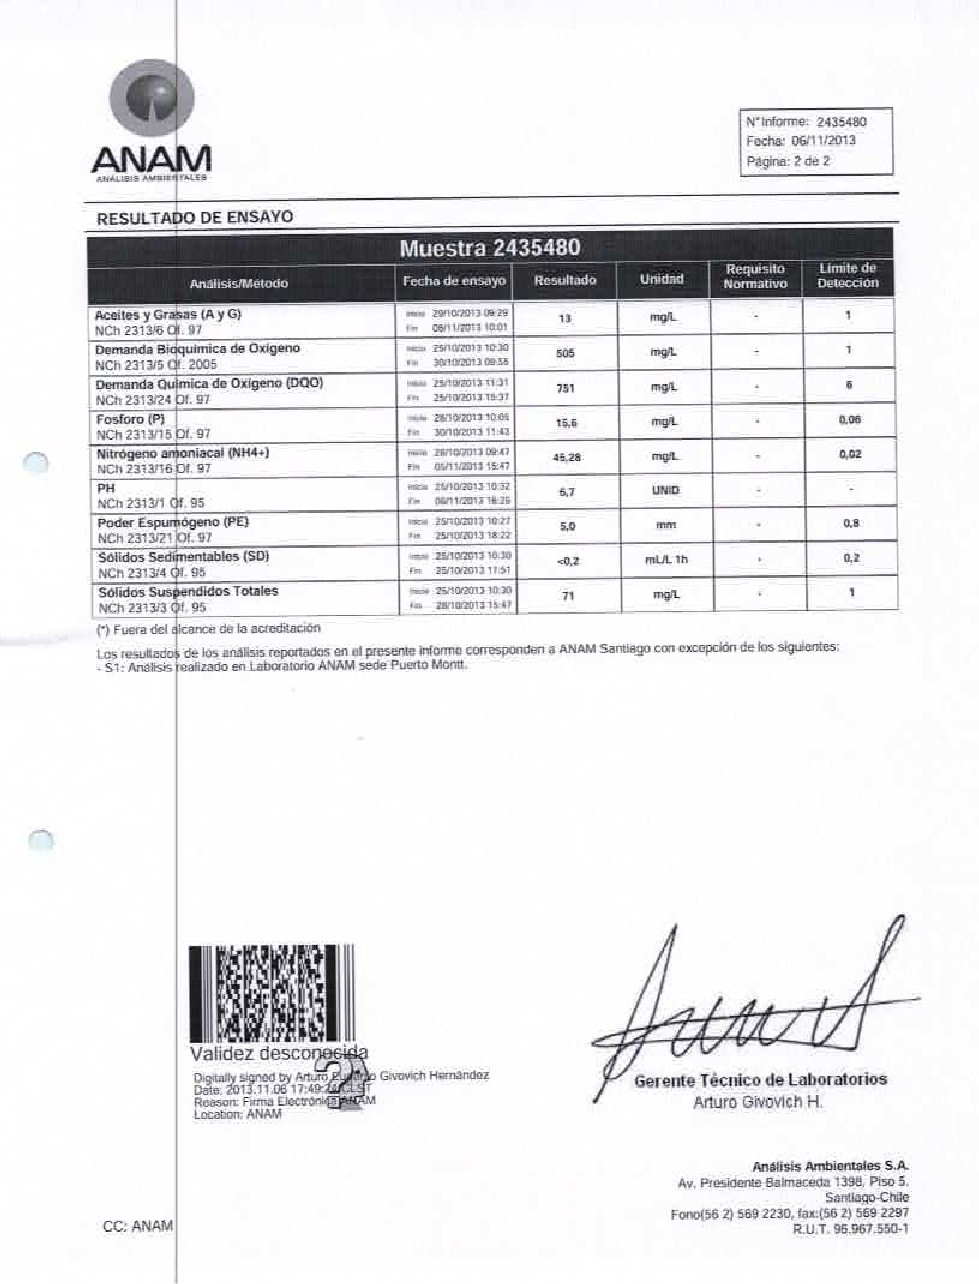 ANAM
ANÁLISIS AMBIENTALES
N°Informe: 2435480
Fecha: 06/11/2013
Página: 2 de 2
RESULTADO DE ENSAYO
Muestra 2435480
Análisis/Método Fecha de ensayo Resultado Unidad Requisito Normativo Límite de Detección
Aceites y Grasas (A y G) Inicio 29/10/2013 09:29 13 mg/L - 1
NCh 2313/6 Of. 97 Fin 06/11/2013 10:01
Demanda Bioquímica de Oxígeno Inicio 25/10/2013 10:30 505 mg/L - 1
NCh 2313/5 Of. 2005 Fin 30/10/2013 09:58
Demanda Química de Oxígeno (DQO) Inicio 25/10/2013 11:31 751 mg/L - 6
NCh 2313/24 Of. 97 Fin 25/10/2013 15:37
Fosforo (P) Inicio 28/10/2013 10:05 15,6 mg/L - 0,06
NCh 2313/15 Of. 97 Fin 30/10/2013 11:43
Nitrógeno amoniacal (NH4+) Inicio 28/10/2013 09:47 45,28 mg/L - 0,02
NCh 2313/16 Of. 97 Fin 05/11/2013 15:47
PH Inicio 25/10/2013 10:32 6,7 UNID - -
NCh 2313/1 Of. 95 Fin 06/11/2013 18:25
Poder Espumógeno (PE) Inicio 25/10/2013 10:27 5,0 mm - 0,8
NCh 2313/21 Of. 97 Fin 25/10/2013 18:22
Sólidos Sedimentables (SD) Inicio 25/10/2013 10:30 <0,2 mL/L 1h - 0,2
NCh 2313/4 Of. 95 Fin 25/10/2013 11:51
Sólidos Suspendidos Totales Inicio 25/10/2013 10:30 71 mg/L - 1
NCh 2313/3 Of. 95 Fin 28/10/2013 15:47
(*) Fuera del alcance de la acreditación
Los resultados de los análisis reportados en el presente informe corresponden a ANAM Santiago con excepción de los siguientes:
- S1: Análisis realizado en Laboratorio ANAM sede Puerto Montt.
Validez desconocida
Digitally signed by Arturo Givovich Hernández
Date: 2013.11.06 17:49: CLST
Reason: Firma Electrónica ANAM
Location: ANAM
Gerente Técnico de Laboratorios
Arturo Givovich H.
Análisis Ambientales S.A.
Av. Presidente Balmaceda 1398, Piso 5.
Santiago-Chile
Fono(56 2) 569 2230, fax:(56 2) 569 2297
R.U.T. 96.967.550-1
CC: ANAM